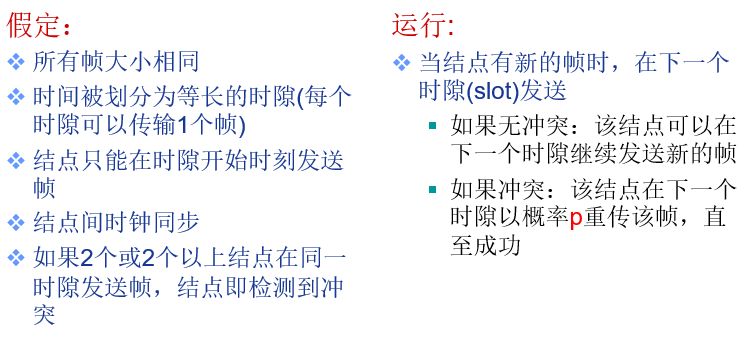 假定：
所有帧大小相同
时间被划分为等长的时隙(每个
时隙可以传输1个帧)
结点只能在时隙开始时刻发送
帧
结点间时钟同步
如果2个或2个以上结点在同一
时隙发送帧，结点即检测到冲
突
运行:
当结点有新的帧时，在下一个
时隙(slot)发送
如果无冲突：该结点可以在
下一个时隙继续发送新的帧
如果冲突：该结点在下一个
时隙以概率p重传该帧，直
至成功